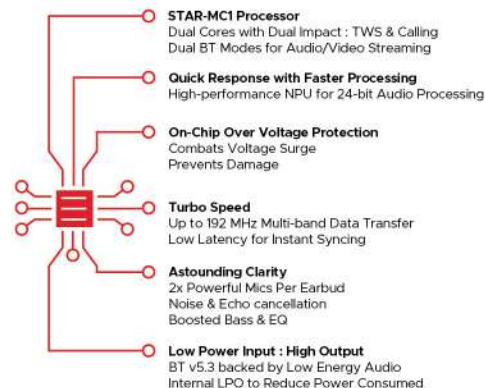 STAR-MC1 Processor
Dual Cores with Dual Impact : TWS & Calling
Dual BT Modes for Audio/Video Streaming
Quick Response with Faster Processing
High-performance NPU for 24-bit Audio Processing
On-Chip Over Voltage Protection
Combats Voltage Surge
Prevents Damage
Turbo Speed
Up to 192 MHz Multi-band Data Transfer
Low Latency for Instant Syncing
Astounding Clarity
2x Powerful Mics Per Earbud
Noise & Echo cancellation
Boosted Bass & EQ
Low Power Input : High Output
BT v5.3 backed by Low Energy Audio
Internal LPO to Reduce Power Consumed